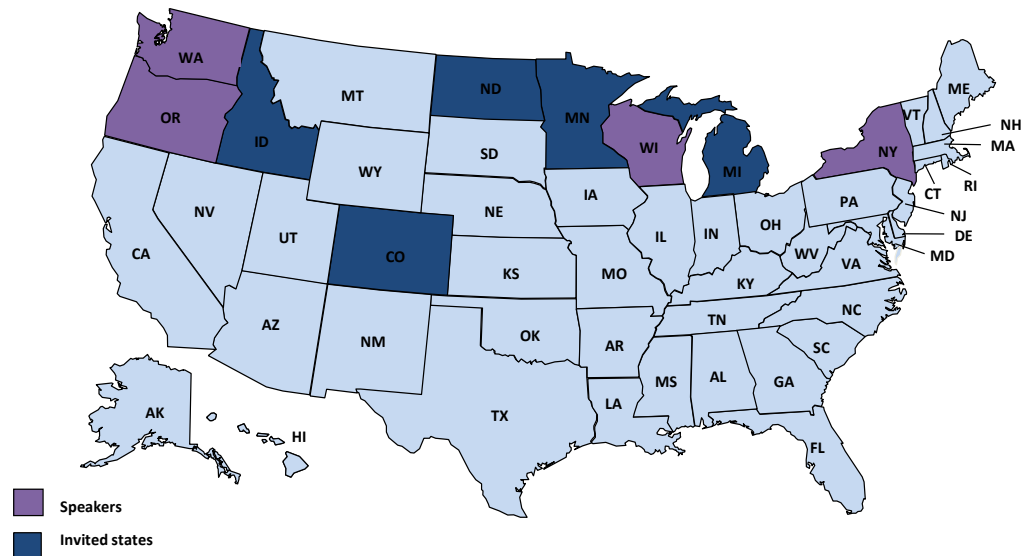 WA
OR
ID
MT
ND
MN
WI
MI
NY
VT
ME
NH
MA
RI
CT
NJ
DE
MD
SD
WY
NV
CA
UT
CO
NE
IA
IL
IN
OH
PA
WV
VA
KY
KS
MO
AZ
NM
OK
AR
TN
NC
SC
MS
AL
GA
LA
TX
FL
AK
HI
Speakers
Invited states